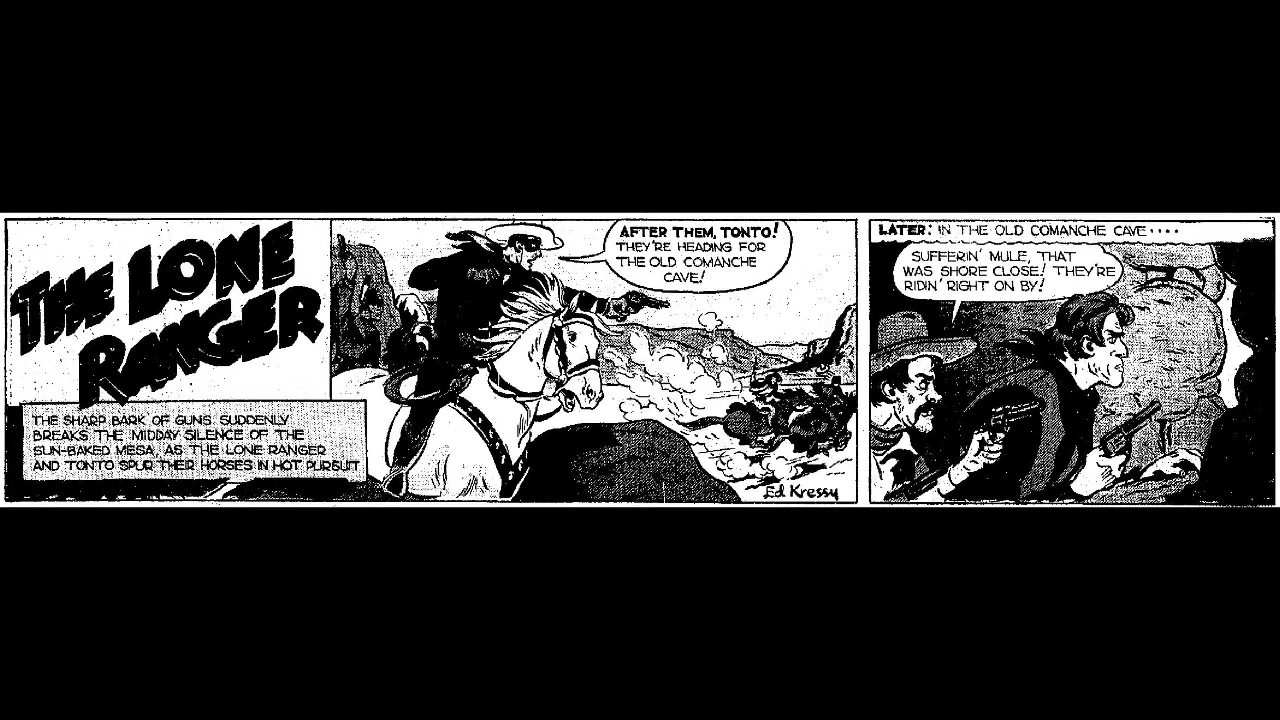 THE LONE
RANGER
THE SHARP BARK OF GUNS SUDDENLY
BREAKS THE MIDDAY SILENCE OF THE
SUN-BAKED MESA, AS THE LONE RANGER
AND TONTO SPUR THER HORSES IN HOT PURSUIT
AFTER THEM, TONTO!
THEY'RE HEADING FOR
THE OLD COMANCHE
CAVE!
Ed Kressy
LATER: IN THE OLD COMANCHE CAVE....
SUFFERIN' MULE, THAT
WAS SHORE CLOSE! THEY'RE
RIDIN' RIGHT ON BY!